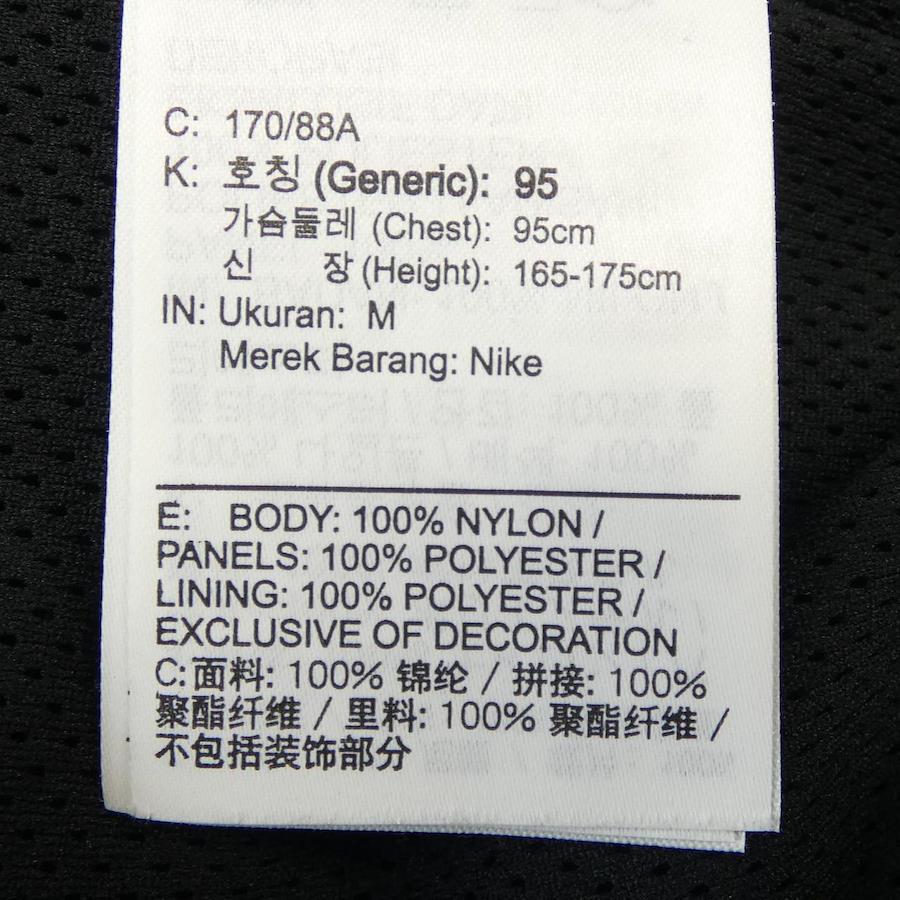 C: 170/88A
K: 호칭 (Generic): 95
가슴둘레 (Chest): 95cm
신 장 (Height): 165-175cm
IN: Ukuran: M
Merek Barang: Nike
E: BODY: 100% NYLON /
PANELS: 100% POLYESTER /
LINING: 100% POLYESTER /
EXCLUSIVE OF DECORATION
C: 面料: 100% 锦纶 / 拼接: 100%
聚酯纤维 / 里料: 100% 聚酯纤维 /
不包括装饰部分